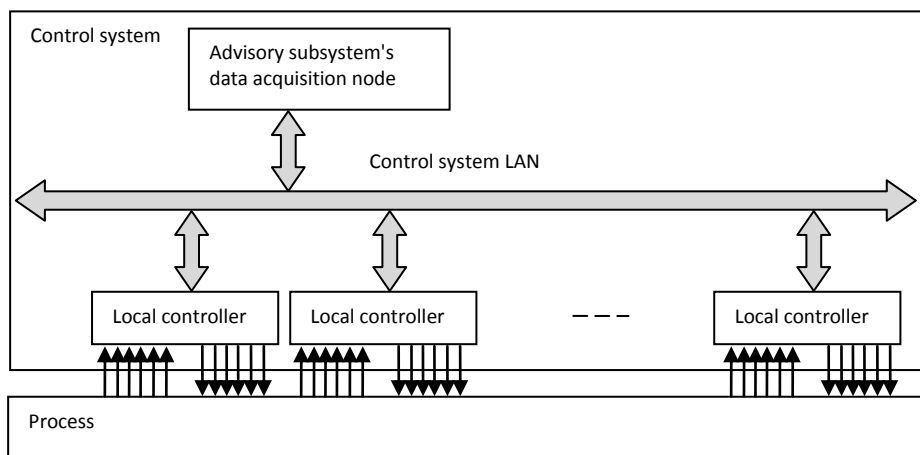 Control system
Advisory subsystem's
data acquisition node
Control system LAN
Local controller
Local controller
– – –
Local controller
Process